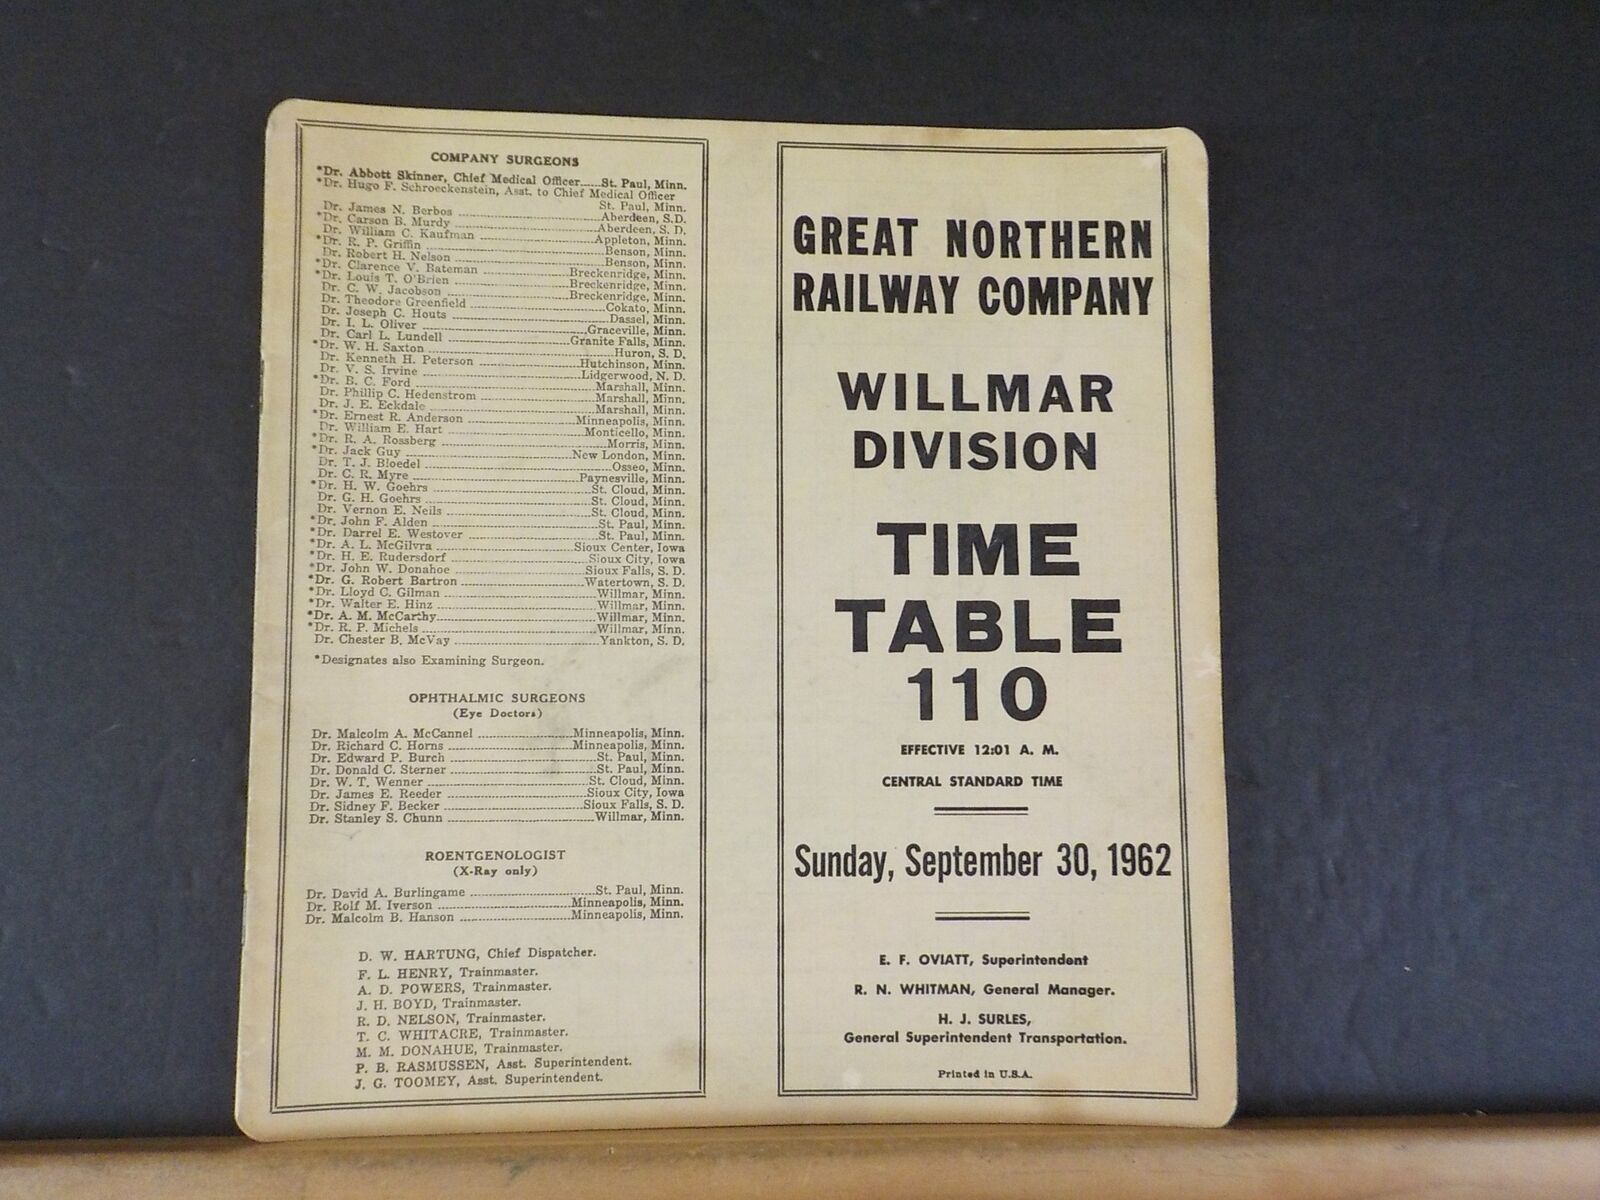 COMPANY SURGEONS
*Dr. Abbott Skinner, Chief Medical Officer......St. Paul, Minn.
*Dr. Hugo F. Schroeckenstein, Asst. to Chief Medical Officer
St. Paul, Minn.
Dr. James N. Berbos ........ Aberdeen, S.D.
*Dr. Carson B. Murdy ........ Aberdeen, S. D.
Dr. William C. Kaufman ........ Appleton, Minn.
*Dr. R. P. Griffin ........ Benson, Minn.
Dr. Robert H. Nelson ........ Benson, Minn.
*Dr. Clarence V. Bateman ........ Breckenridge, Minn.
*Dr. Louis T. O'Brien ........ Breckenridge, Minn.
Dr. C. W. Jacobson ........ Breckenridge, Minn.
Dr. Theodore Greenfield ........ Cokato, Minn.
Dr. Joseph C. Houts ........ Dassel, Minn.
Dr. I. L. Oliver ........ Graceville, Minn.
Dr. Carl L. Lundell ........ Granite Falls, Minn.
*Dr. W. H. Saxton ........ Huron, S. D.
Dr. Kenneth H. Peterson ........ Hutchinson, Minn.
Dr. V. S. Irvine ........ Lidgerwood, N. D.
*Dr. B. C. Ford ........ Marshall, Minn.
Dr. Phillip C. Hedenstrom ........ Marshall, Minn.
Dr. J. E. Eckdale ........ Marshall, Minn.
*Dr. Ernest R. Anderson ........ Minneapolis, Minn.
Dr. William E. Hart ........ Monticello, Minn.
*Dr. R. A. Rossberg ........ Morris, Minn.
*Dr. Jack Guy ........ New London, Minn.
Dr. T. J. Bloedel ........ Osseo, Minn.
Dr. C. R. Myre ........ Paynesville, Minn.
*Dr. H. W. Goehrs ........ St. Cloud, Minn.
Dr. G. H. Goehrs ........ St. Cloud, Minn.
Dr. Vernon E. Neils ........ St. Cloud, Minn.
*Dr. John F. Alden ........ St. Paul, Minn.
*Dr. Darrel E. Westover ........ St. Paul, Minn.
*Dr. A. L. McGilvra ........ Sioux Center, Iowa
*Dr. H. E. Rudersdorf ........ Sioux City, Iowa
*Dr. John W. Donahoe ........ Sioux Falls, S. D.
*Dr. G. Robert Bartron ........ Watertown, S. D.
*Dr. Lloyd C. Gilman ........ Willmar, Minn.
*Dr. Walter E. Hinz ........ Willmar, Minn.
*Dr. A. M. McCarthy ........ Willmar, Minn.
*Dr. R. P. Michels ........ Willmar, Minn.
Dr. Chester B. McVay ........ Yankton, S. D.
*Designates also Examining Surgeon.
OPHTHALMIC SURGEONS
(Eye Doctors)
Dr. Malcolm A. McCannel ........ Minneapolis, Minn.
Dr. Richard C. Horns ........ Minneapolis, Minn.
Dr. Edward P. Burch ........ St. Paul, Minn.
Dr. Donald C. Sterner ........ St. Paul, Minn.
Dr. W. T. Wenner ........ St. Cloud, Minn.
Dr. James E. Reeder ........ Sioux City, Iowa
Dr. Sidney F. Becker ........ Sioux Falls, S. D.
Dr. Stanley S. Chunn ........ Willmar, Minn.
ROENTGENOLOGIST
(X-Ray only)
Dr. David A. Burlingame ........ St. Paul, Minn.
Dr. Rolf M. Iverson ........ Minneapolis, Minn.
Dr. Malcolm B. Hanson ........ Minneapolis, Minn.
D. W. HARTUNG, Chief Dispatcher.
F. L. HENRY, Trainmaster.
A. D. POWERS, Trainmaster.
J. H. BOYD, Trainmaster.
R. D. NELSON, Trainmaster.
T. C. WHITACRE, Trainmaster.
M. M. DONAHUE, Trainmaster.
P. B. RASMUSSEN, Asst. Superintendent.
J. G. TOOMEY, Asst. Superintendent.
GREAT NORTHERN
RAILWAY COMPANY
WILLMAR
DIVISION
TIME
TABLE
110
EFFECTIVE 12:01 A. M.
CENTRAL STANDARD TIME
Sunday, September 30, 1962
E. F. OVIATT, Superintendent
R. N. WHITMAN, General Manager.
H. J. SURLES,
General Superintendent Transportation.
Printed in U.S.A.